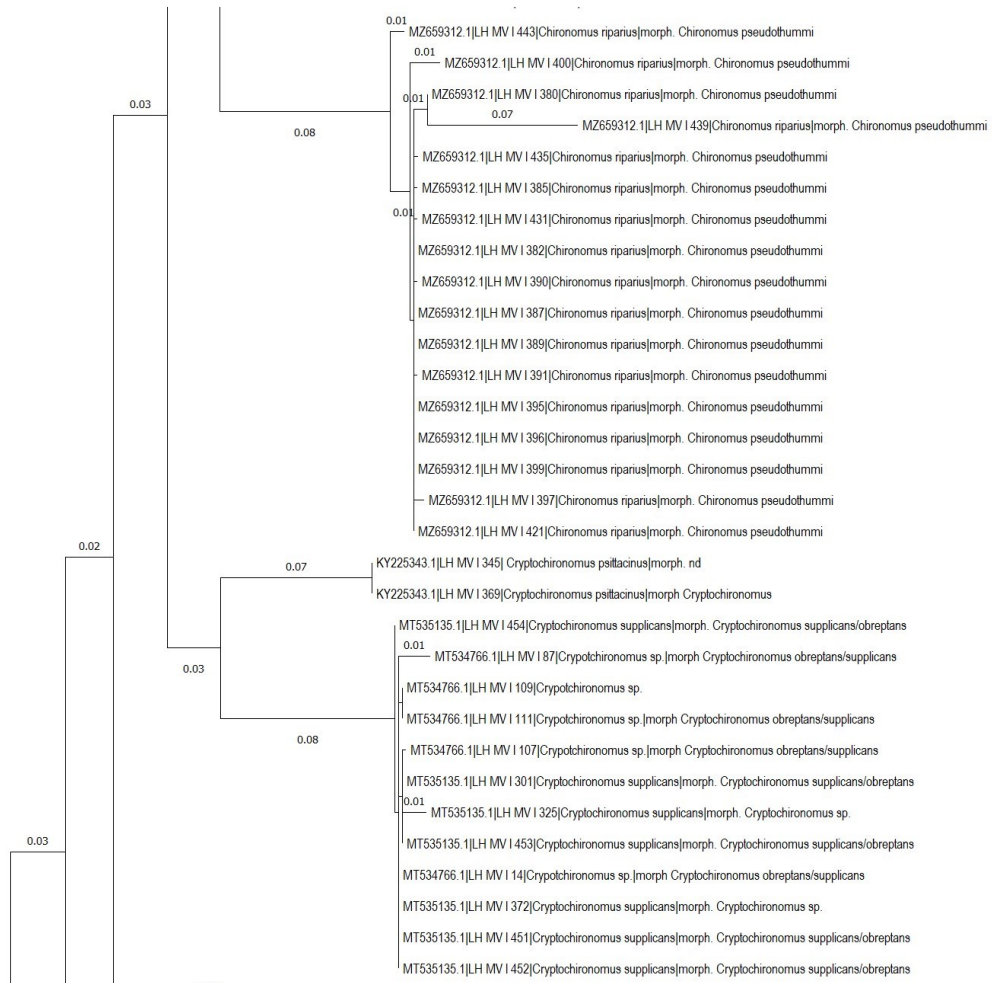 0.01
MZ659312.1|LH MV I 443|Chironomus riparius|morph. Chironomus pseudothummi
0.01
MZ659312.1|LH MV I 400|Chironomus riparius|morph. Chironomus pseudothummi
0.01
MZ659312.1|LH MV I 380|Chironomus riparius|morph. Chironomus pseudothummi
0.03
0.07
0.08
MZ659312.1|LH MV I 439|Chironomus riparius|morph. Chironomus pseudothummi
MZ659312.1|LH MV I 435|Chironomus riparius|morph. Chironomus pseudothummi
MZ659312.1|LH MV I 385|Chironomus riparius|morph. Chironomus pseudothummi
0.01
MZ659312.1|LH MV I 431|Chironomus riparius|morph. Chironomus pseudothummi
MZ659312.1|LH MV I 382|Chironomus riparius|morph. Chironomus pseudothummi
MZ659312.1|LH MV I 390|Chironomus riparius|morph. Chironomus pseudothummi
MZ659312.1|LH MV I 387|Chironomus riparius|morph. Chironomus pseudothummi
MZ659312.1|LH MV I 389|Chironomus riparius|morph. Chironomus pseudothummi
MZ659312.1|LH MV I 391|Chironomus riparius|morph. Chironomus pseudothummi
MZ659312.1|LH MV I 395|Chironomus riparius|morph. Chironomus pseudothummi
MZ659312.1|LH MV I 396|Chironomus riparius|morph. Chironomus pseudothummi
MZ659312.1|LH MV I 399|Chironomus riparius|morph. Chironomus pseudothummi
MZ659312.1|LH MV I 397|Chironomus riparius|morph. Chironomus pseudothummi
MZ659312.1|LH MV I 421|Chironomus riparius|morph. Chironomus pseudothummi
0.02
0.07
KY225343.1|LH MV I 345| Cryptochironomus psittacinus|morph. nd
KY225343.1|LH MV I 369|Cryptochironomus psittacinus|morph Cryptochironomus
MT535135.1|LH MV I 454|Cryptochironomus supplicans|morph. Cryptochironomus supplicans/obreptans
0.01
MT534766.1|LH MV I 87|Crypotchironomus sp.|morph Cryptochironomus obreptans/supplicans
0.03
MT534766.1|LH MV I 109|Crypotchironomus sp.
MT534766.1|LH MV I 111|Crypotchironomus sp.|morph Cryptochironomus obreptans/supplicans
0.08
MT534766.1|LH MV I 107|Crypotchironomus sp.|morph Cryptochironomus obreptans/supplicans
MT535135.1|LH MV I 301|Cryptochironomus supplicans|morph. Cryptochironomus supplicans/obreptans
0.01
MT535135.1|LH MV I 325|Cryptochironomus supplicans|morph. Cryptochironomus sp.
0.03
MT535135.1|LH MV I 453|Cryptochironomus supplicans|morph. Cryptochironomus supplicans/obreptans
MT534766.1|LH MV I 14|Crypotchironomus sp.|morph Cryptochironomus obreptans/supplicans
MT535135.1|LH MV I 372|Cryptochironomus supplicans|morph. Cryptochironomus sp.
MT535135.1|LH MV I 451|Cryptochironomus supplicans|morph. Cryptochironomus supplicans/obreptans
MT535135.1|LH MV I 452|Cryptochironomus supplicans|morph. Cryptochironomus supplicans/obreptans